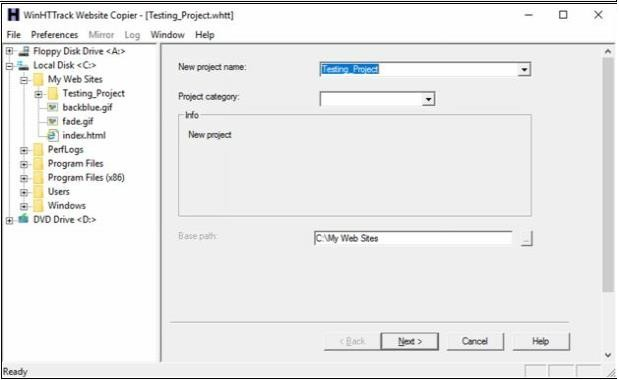 WinHTTrack Website Copier - [Testing_Project.whtt]
File Preferences Mirror Log Window Help
Floppy Disk Drive <A:>
Local Disk <C:>
My Web Sites
Testing_Project
backblue.gif
fade.gif
index.html
PerfLogs
Program Files
Program Files (x86)
Users
Windows
DVD Drive <D:>
New project name: Testing_Project
Project category:
Info
New project
Base path: C:\My Web Sites ..
< Back Next > Cancel Help
Ready